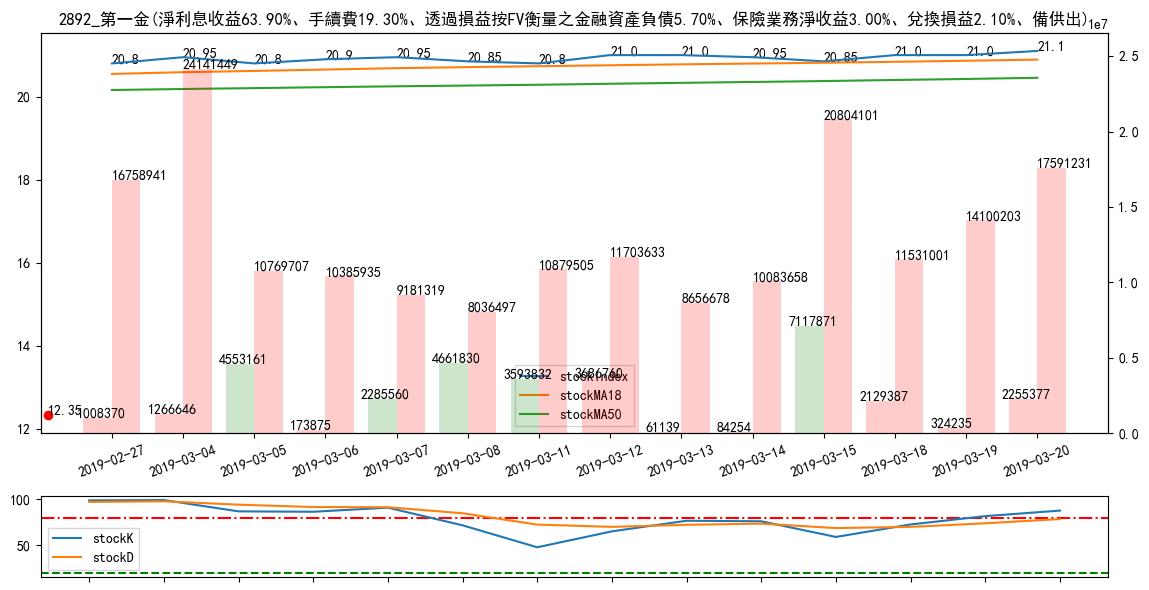 2892_第一金(淨利息收益63.90%、手續費19.30%、透過損益按FV衡量之金融資產負債5.70%、保險業務淨收益3.00%、兌換損益2.10%、備供出)
1e7
20.8 20.95 20.8 20.9 20.95 20.85 20.8 21.0 21.0 20.95 20.85 21.0 21.0 21.1
16758941 24141449 10769707 10385935 9181319 8036497 10879505 11703633 8656678 10083658 20804101 11531001 14100203 17591231
1008370 1266646 4553161 173875 2285560 4661830 3593832 3686760 61139 84254 7117871 2129387 324235 2255377
12.35
20
18
16
14
12
2.5
2.0
1.5
1.0
0.5
0.0
stockIndex
stockMA18
stockMA50
2019-02-27 2019-03-04 2019-03-05 2019-03-06 2019-03-07 2019-03-08 2019-03-11 2019-03-12 2019-03-13 2019-03-14 2019-03-15 2019-03-18 2019-03-19 2019-03-20
100
50
stockK
stockD